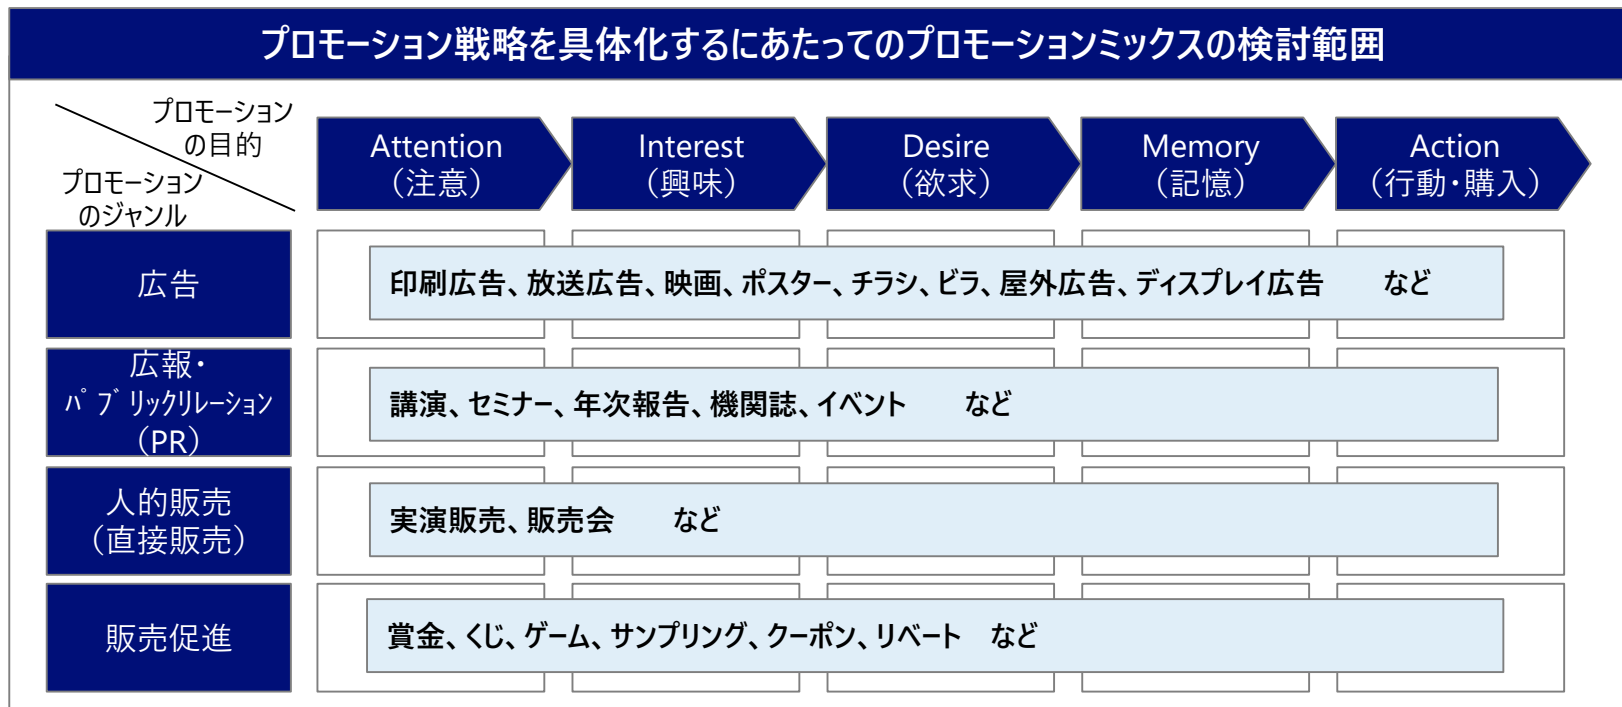 プロモーション戦略を具体化するにあたってのプロモーションミックスの検討範囲
プロモーション
の目的
プロモーション
のジャンル
Attention
（注意）
Interest
（興味）
Desire
（欲求）
Memory
（記憶）
Action
（行動・購入）
広告
印刷広告、放送広告、映画、ポスター、チラシ、ビラ、屋外広告、ディスプレイ広告　　など
広報・
ﾊﾟﾌﾞﾘｯｸﾘﾚｰｼｮﾝ
（PR）
講演、セミナー、年次報告、機関誌、イベント　　など
人的販売
（直接販売）
実演販売、販売会　　など
販売促進
賞金、くじ、ゲーム、サンプリング、クーポン、リベート　など